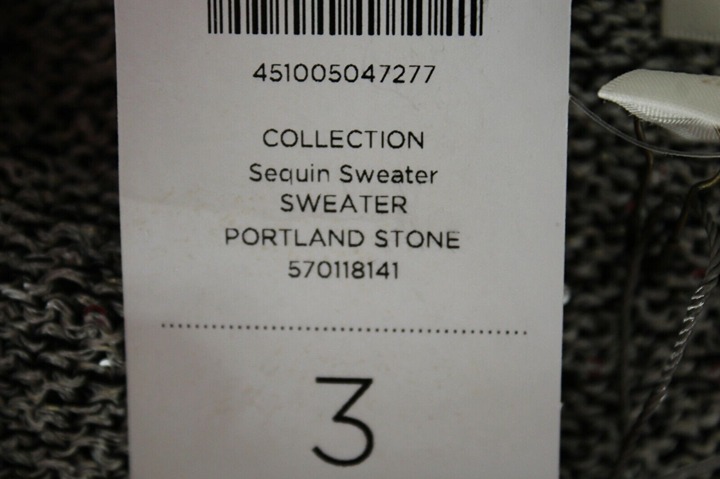 451005047277
COLLECTION
Sequin Sweater
SWEATER
PORTLAND STONE
570118141
3